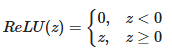 ReLU(z) = {0, z < 0
z, z ≥ 0